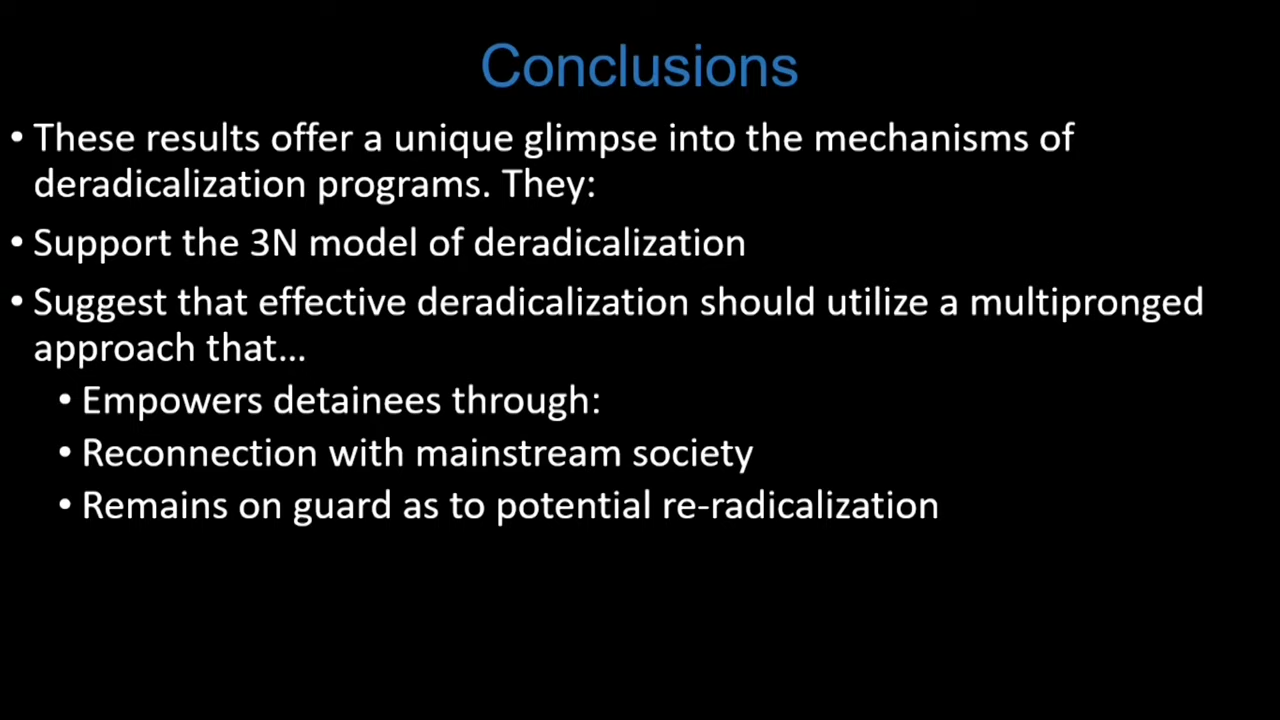 Conclusions
• These results offer a unique glimpse into the mechanisms of
deradicalization programs. They:
• Support the 3N model of deradicalization
• Suggest that effective deradicalization should utilize a multipronged
approach that…
• Empowers detainees through:
• Reconnection with mainstream society
• Remains on guard as to potential re-radicalization